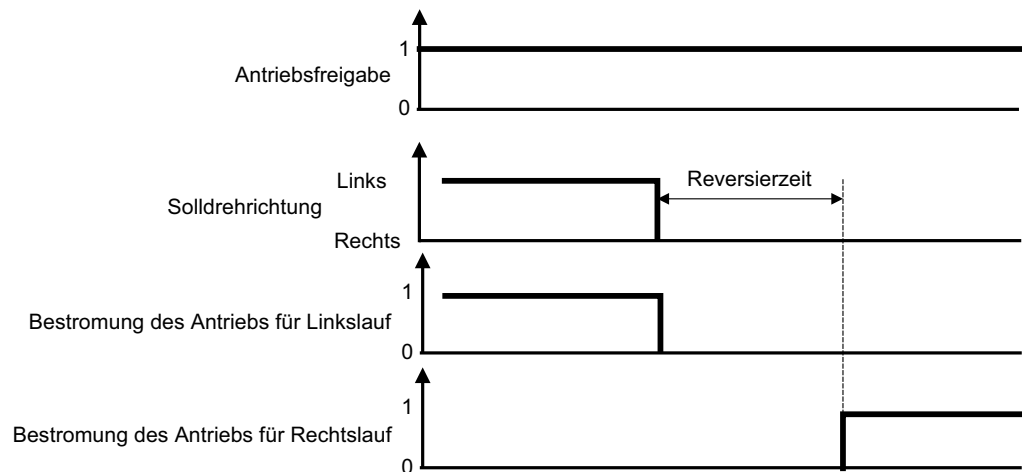 1
Antriebsfreigabe
0
Links
Reversierzeit
Solldrehrichtung
Rechts
1
Bestromung des Antriebs für Linkslauf
0
1
Bestromung des Antriebs für Rechtslauf
0